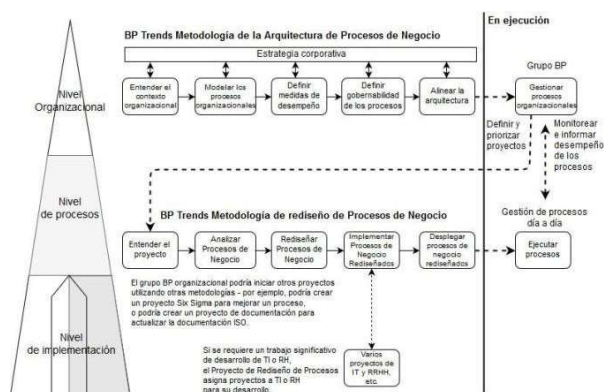 BP Trends Metodología de la Arquitectura de Procesos de Negocio
En ejecución
Estrategia corporativa
Grupo BP
Nivel
Organizacional
Entender el
contexto
organizacional
Modelar los
procesos
organizacionales
Definir
medidas de
desempeño
Definir
gobernabilidad
de los procesos
Alinear la
arquitectura
Gestionar
procesos
organizacionales
Definir y
priorizar
proyectos
Monitorear
e informar
desempeño
de los
procesos
Nivel
de procesos
BP Trends Metodología de rediseño de Procesos de Negocio
Gestión de procesos
día a día
Entender el
proyecto
Analizar
Procesos de
Negocio
Rediseñar
Procesos de
Negocio
Implementar
Procesos de
Negocio
Rediseñados
Desplegar
procesos de
negocio
rediseñados
Ejecutar
procesos
El grupo BP organizacional podría iniciar otros proyectos
utilizando otras metodologías - por ejemplo, podría crear
un proyecto Six Sigma para mejorar un proceso,
o podría crear un proyecto de documentación para
actualizar la documentación ISO.
Nivel
de implementación
Si se requiere un trabajo significativo
de desarrollo de TI o RH,
el Proyecto de Rediseño de Procesos
asigna proyectos a TI o RH
para su desarrollo.
Varios
proyectos de
IT y RRHH,
etc.